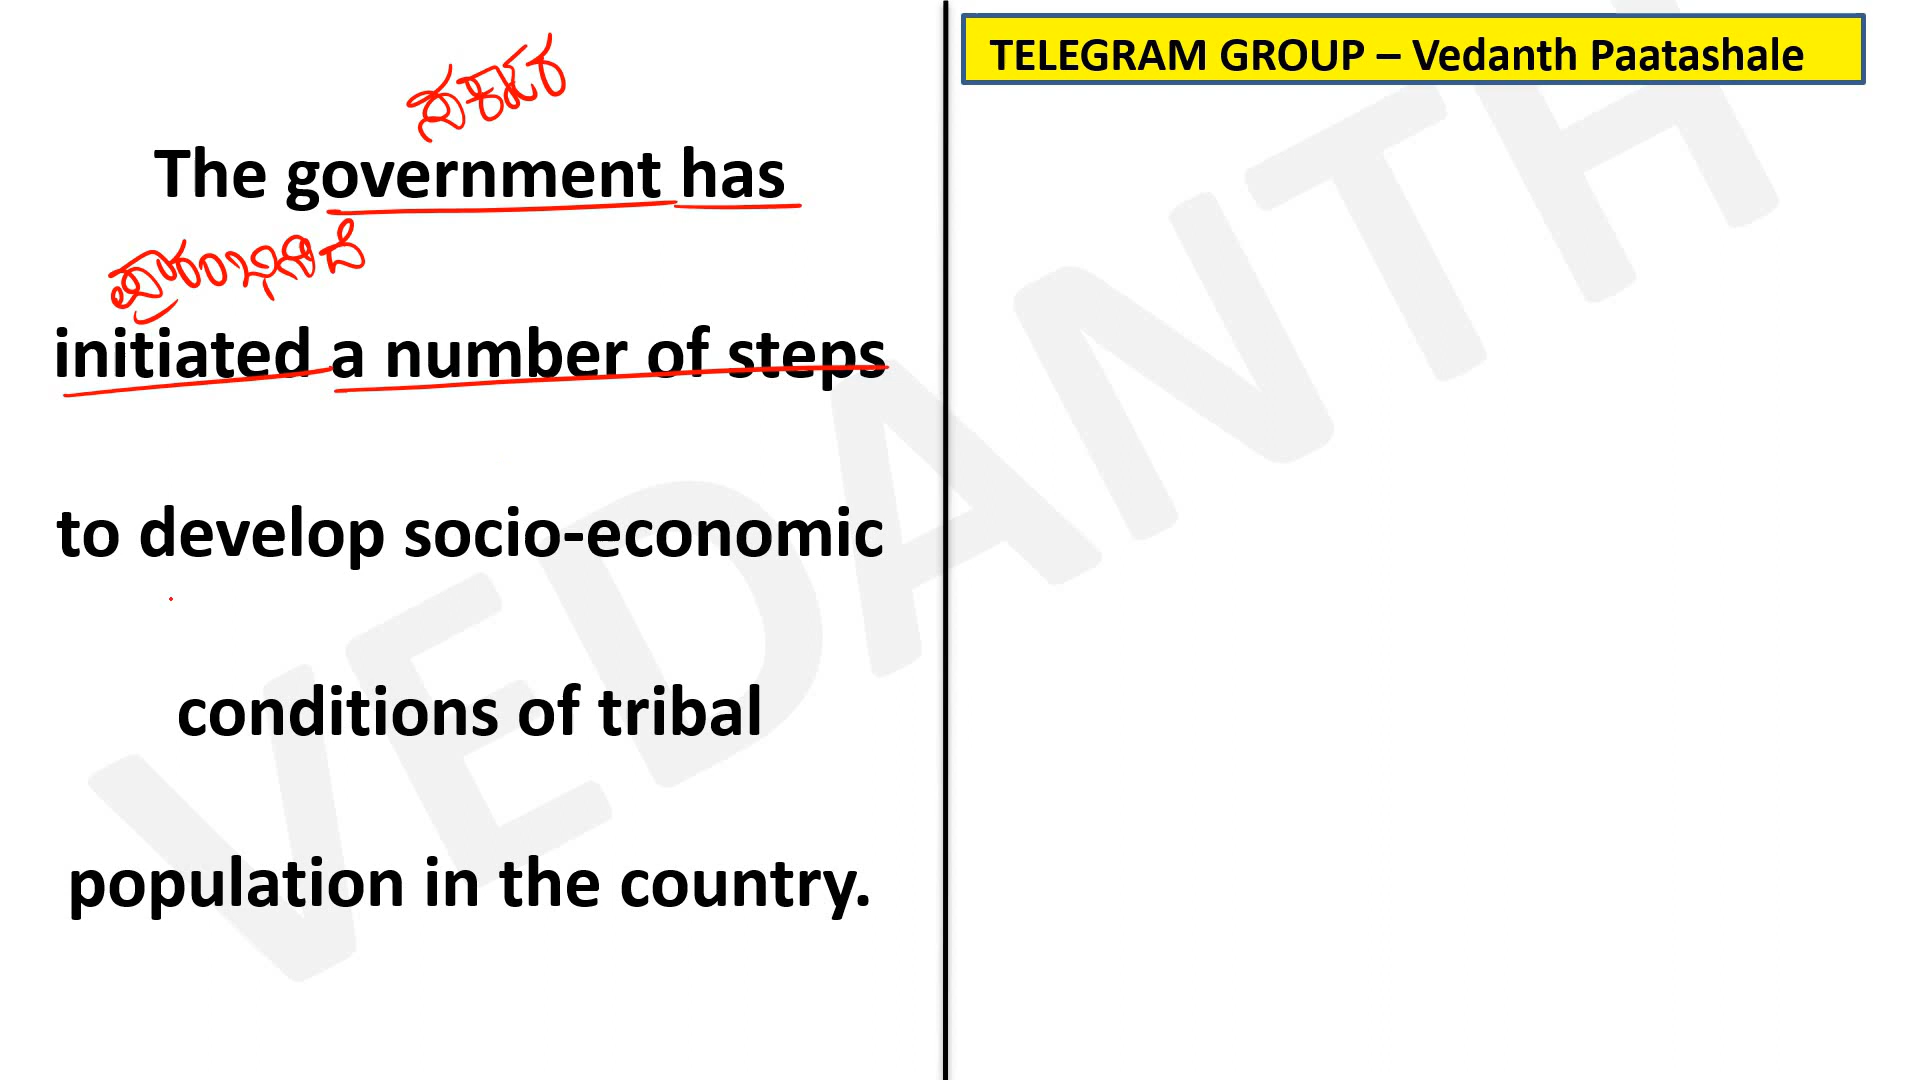 ಸರ್ಕಾರ
The government has
ಪ್ರಾರಂಭಿಸಿದೆ
initiated a number of steps
to develop socio-economic
conditions of tribal
population in the country.
TELEGRAM GROUP – Vedanth Paatashale
VEDANTH